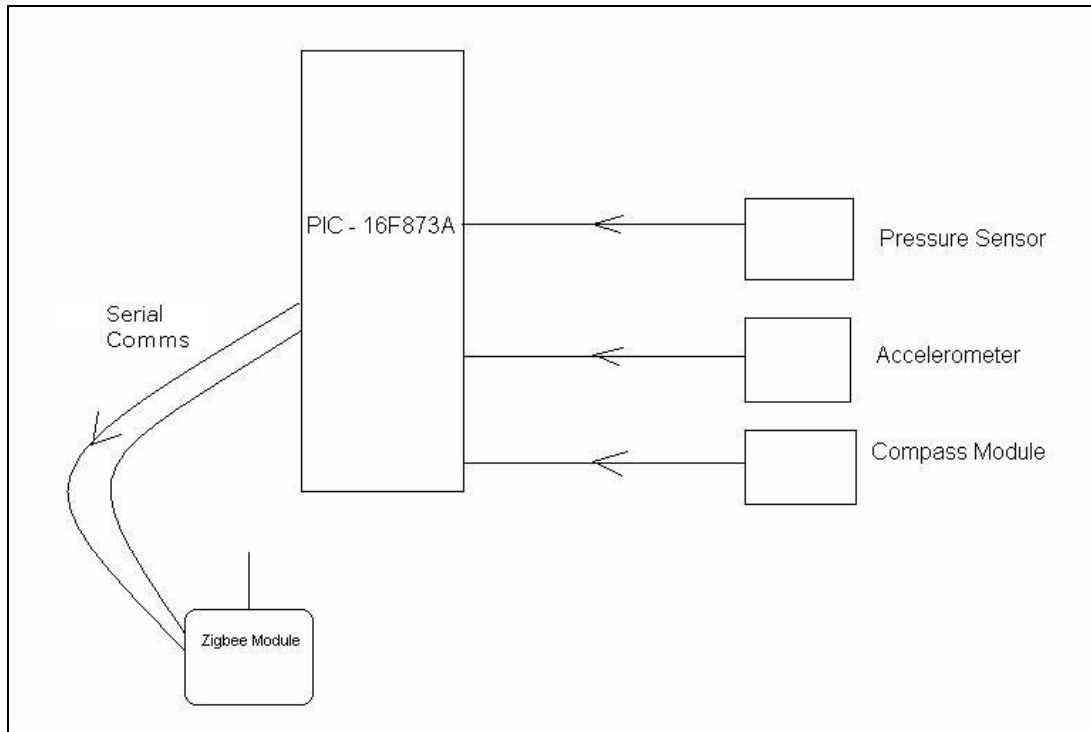 PIC - 16F873A
Pressure Sensor
Serial
Comms
Accelerometer
Compass Module
Zigbee Module